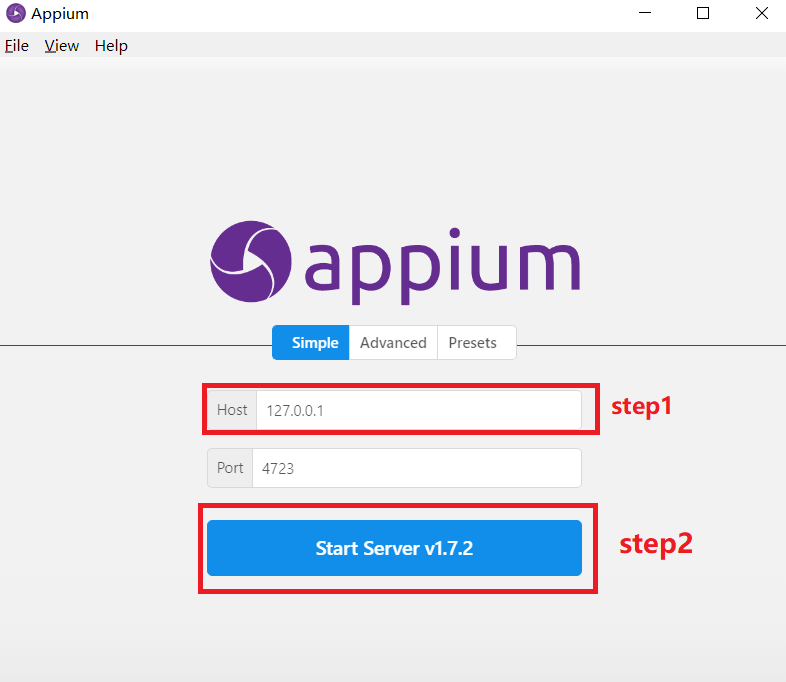 Appium
File View Help
appium
Simple Advanced Presets
Host 127.0.0.1 step1
Port 4723
Start Server v1.7.2 step2